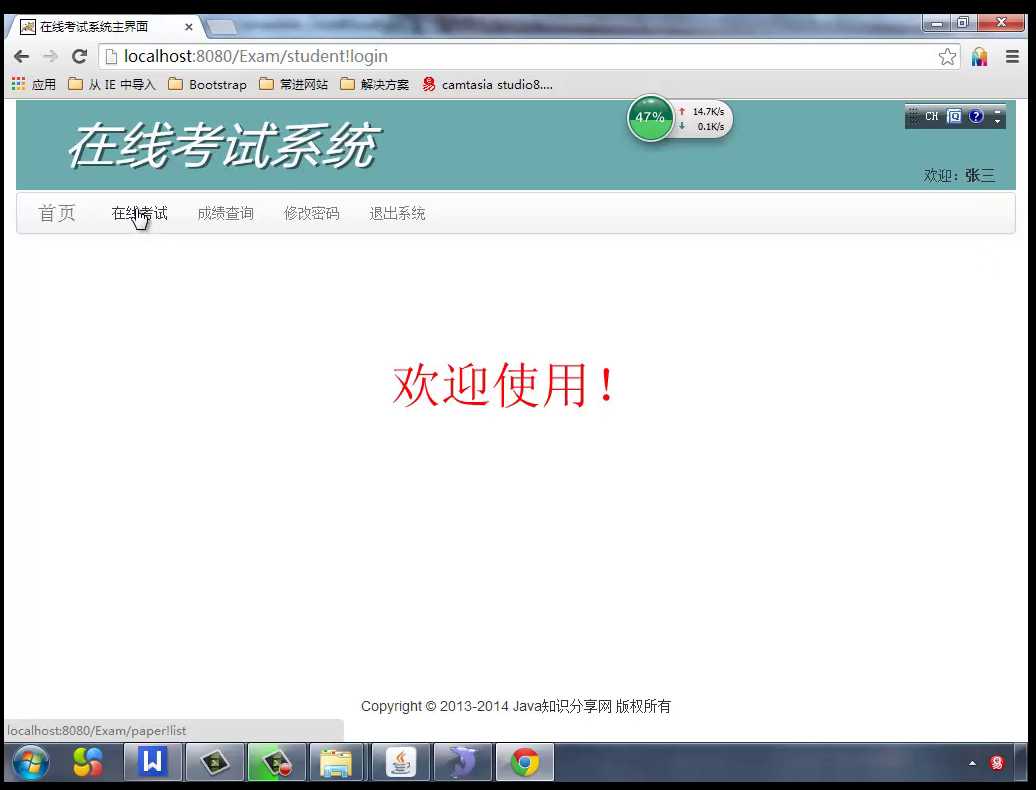 在线考试系统主界面
localhost:8080/Exam/student!login
应用 从 IE 中导入 Bootstrap 常进网站 解决方案 camtasia studio8....
在线考试系统
47% 14.7K/s
0.1K/s
CH
欢迎：张三
首页 在线考试 成绩查询 修改密码 退出系统
欢迎使用！
Copyright © 2013-2014 Java知识分享网 版权所有
localhost:8080/Exam/paper!list